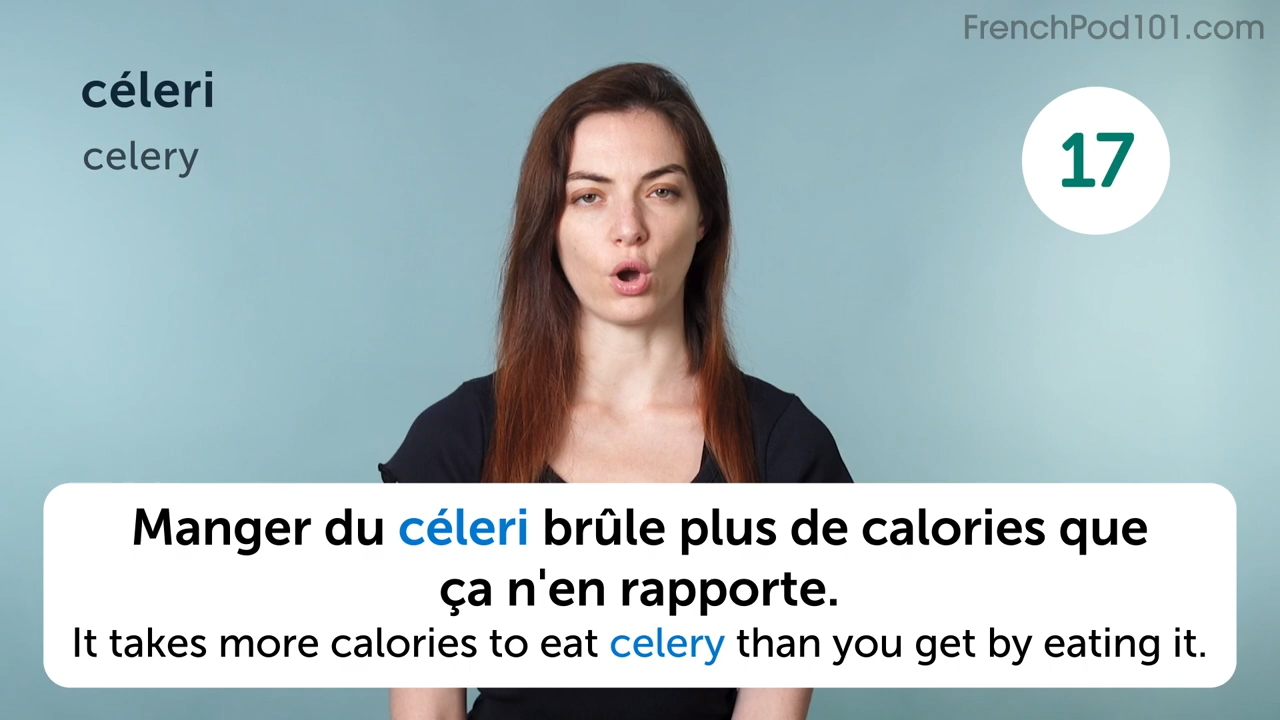 FrenchPod101.com
céleri
celery
17
Manger du céleri brûle plus de calories que
ça n'en rapporte.
It takes more calories to eat celery than you get by eating it.